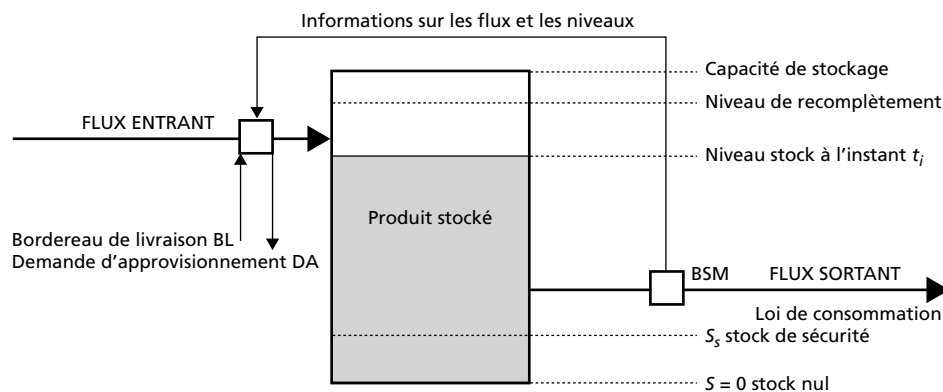 Informations sur les flux et les niveaux
Capacité de stockage
Niveau de recomplètement
FLUX ENTRANT
Niveau stock à l'instant ti
Produit stocké
Bordereau de livraison BL
Demande d'approvisionnement DA
BSM
FLUX SORTANT
Loi de consommation
Ss stock de sécurité
S = 0 stock nul